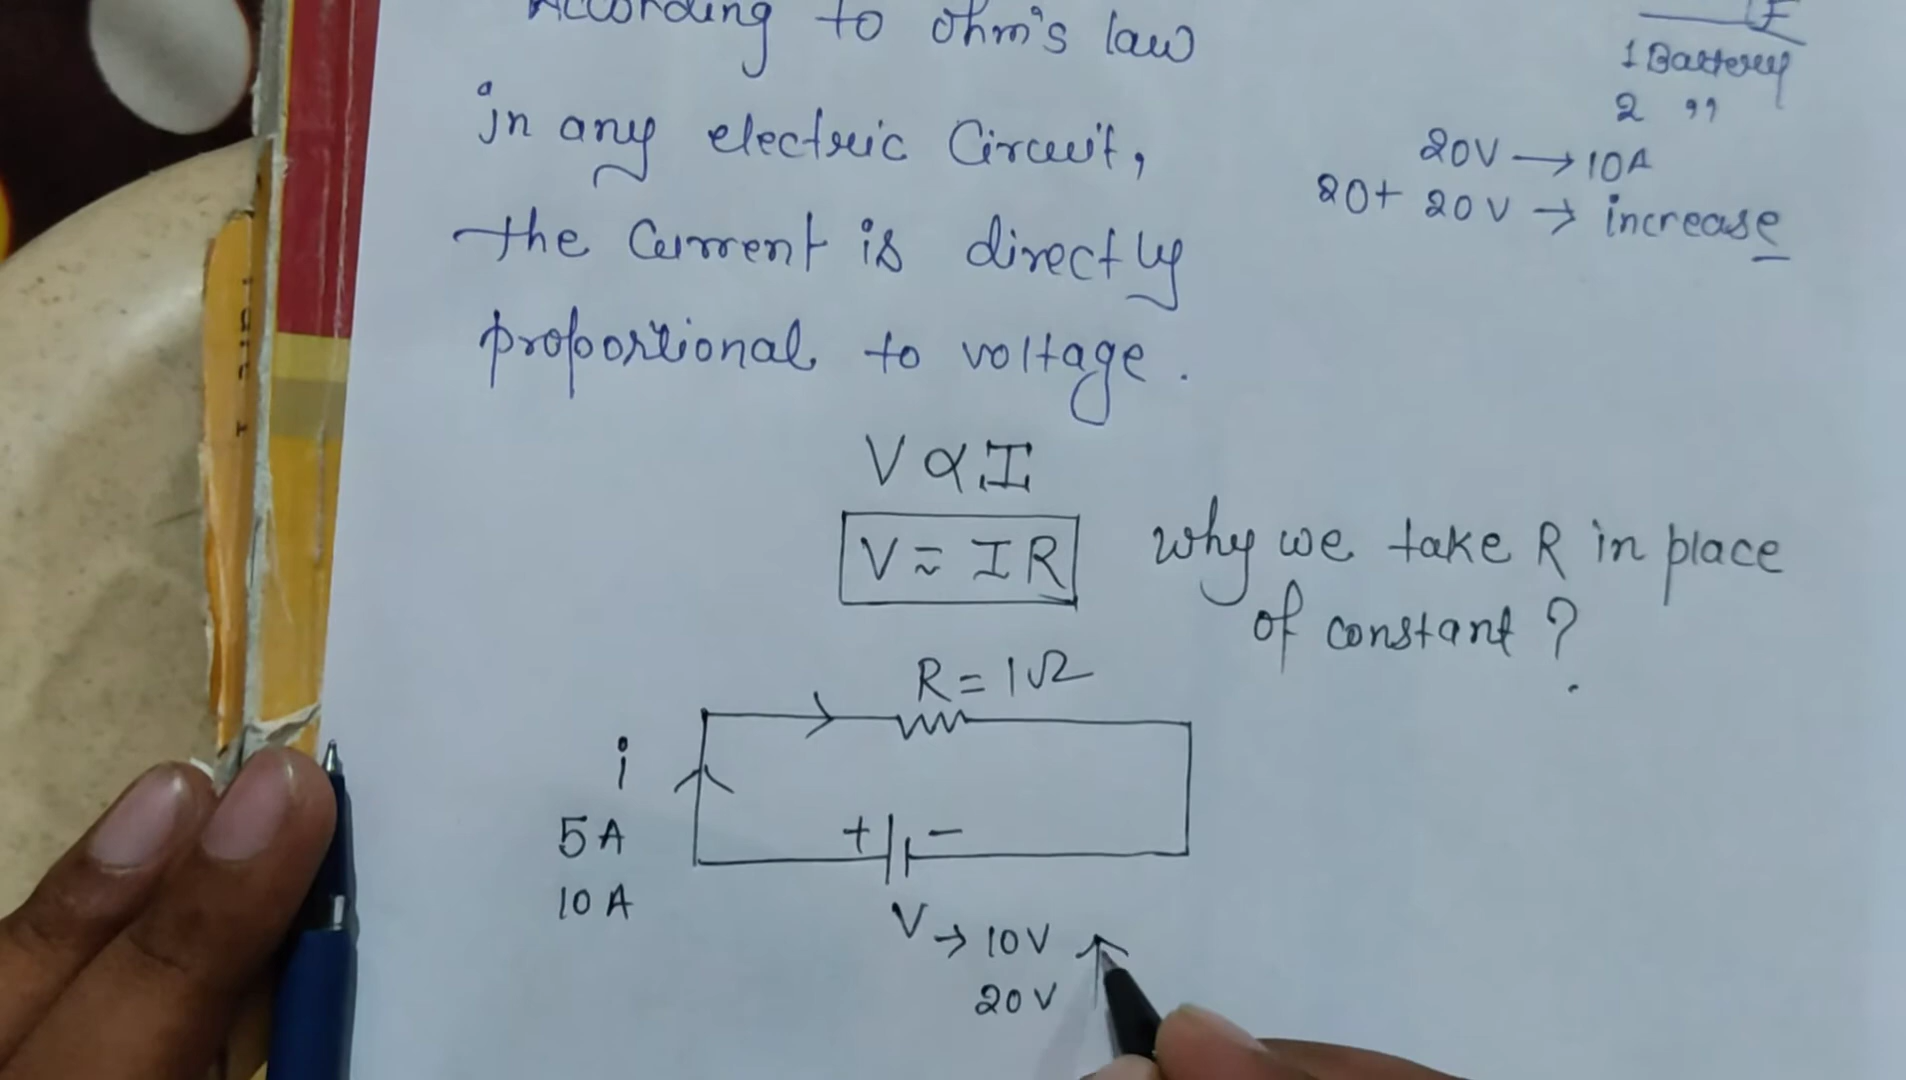 According to ohm's law
in any electric Circuit,
the Current is directly
proportional to voltage.
1 Battery
2 "
20V → 10A
20+ 20V → increase
V ∝ I
V = IR
why we take R in place
of constant ?
R = 1Ω
i
5A
10A
+ -
V → 10V
20V